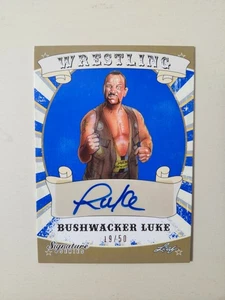 WRESTLING
Luke
BUSHWACKER LUKE
19/50
Signature
SERIES
Leaf